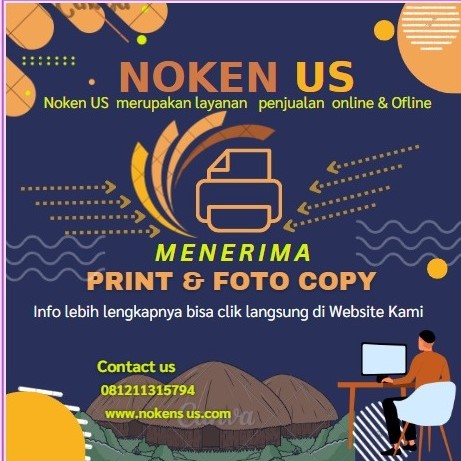 NOKEN US
Noken US merupakan layanan penjualan online & Ofline
MENERIMA
PRINT & FOTO COPY
Info lebih lengkapnya bisa clik langsung di Website Kami
Contact us
081211315794
www.nokens us.com
Canva